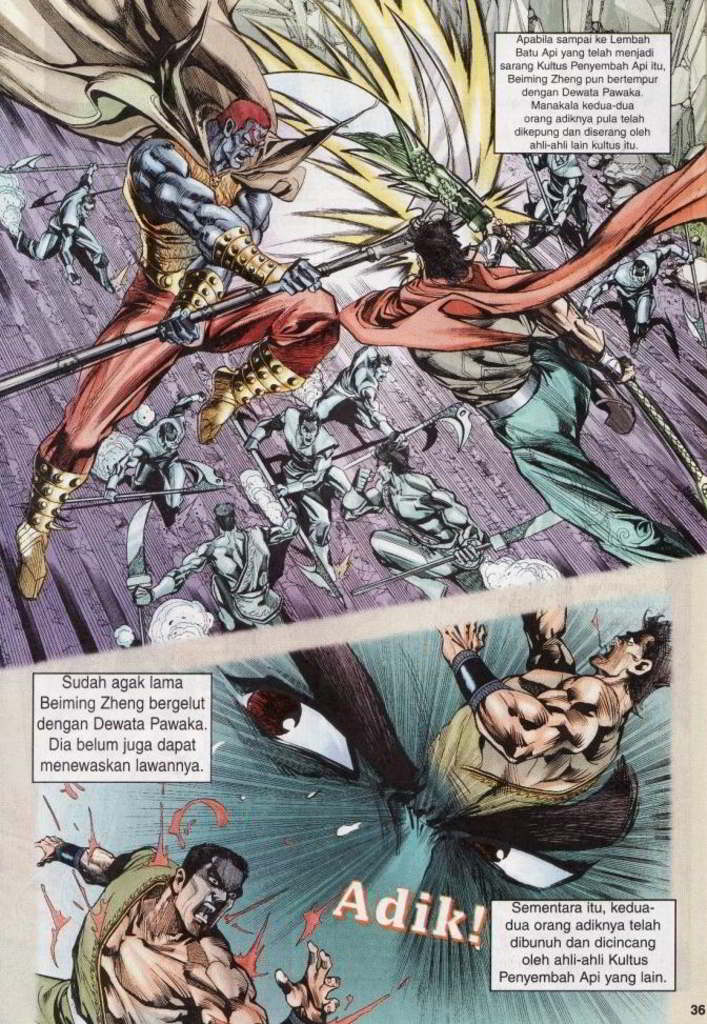 Apabila sampai ke Lembah
Batu Api yang telah menjadi
sarang Kultus Penyembah Api itu,
Beiming Zheng pun bertempur
dengan Dewata Pawaka.
Manakala kedua-dua
orang adiknya pula telah
dikepung dan diserang oleh
ahli-ahli lain kultus itu.
Sudah agak lama
Beiming Zheng bergelut
dengan Dewata Pawaka.
Dia belum juga dapat
menewaskan lawannya.
Adik!
Sementara itu, kedua-
dua orang adiknya telah
dibunuh dan dicincang
oleh ahli-ahli Kultus
Penyembah Api yang lain.
36